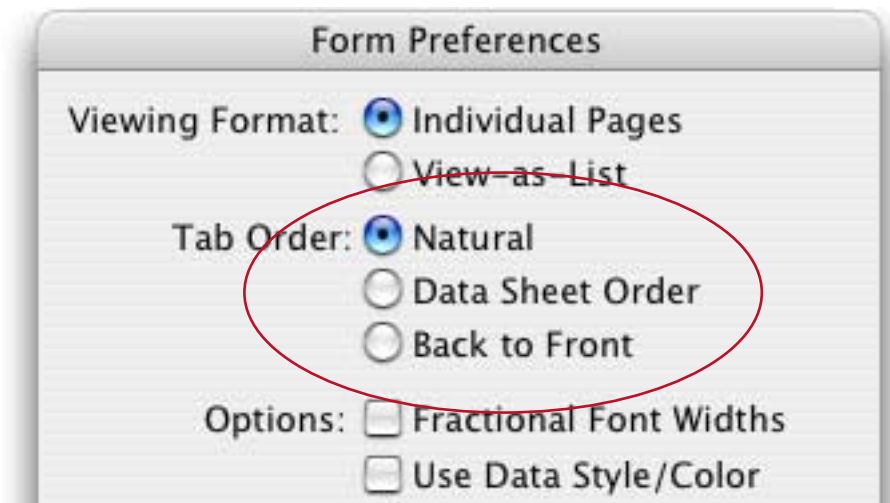 Form Preferences
Viewing Format: Individual Pages
View-as-List
Tab Order: Natural
Data Sheet Order
Back to Front
Options: Fractional Font Widths
Use Data Style/Color